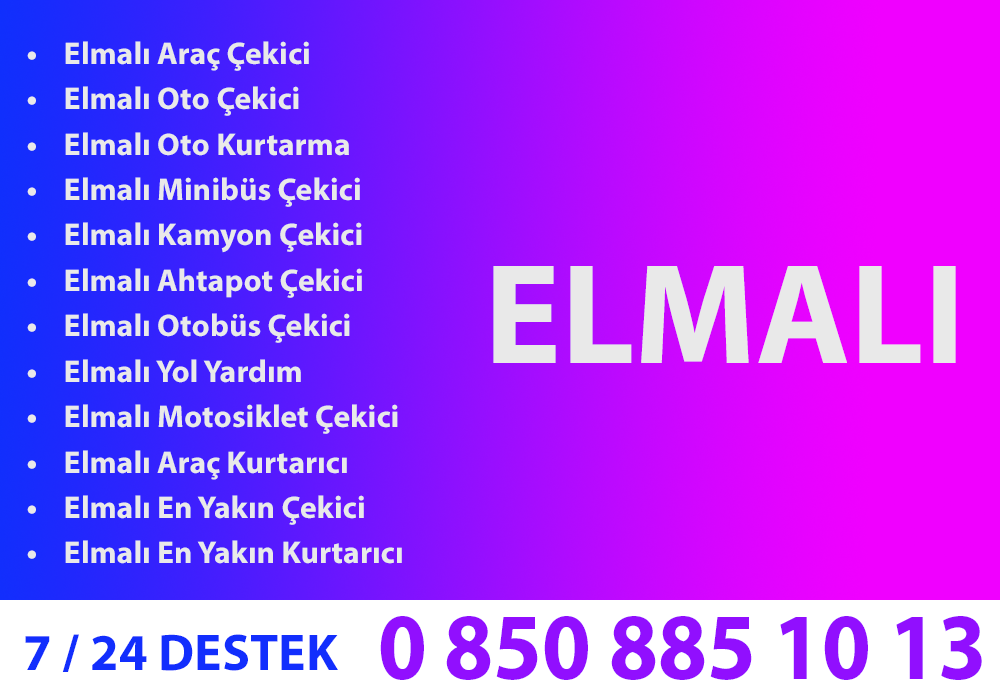 • Elmalı Araç Çekici
• Elmalı Oto Çekici
• Elmalı Oto Kurtarma
• Elmalı Minibüs Çekici
• Elmalı Kamyon Çekici
• Elmalı Ahtapot Çekici
• Elmalı Otobüs Çekici
• Elmalı Yol Yardım
• Elmalı Motosiklet Çekici
• Elmalı Araç Kurtarıcı
• Elmalı En Yakın Çekici
• Elmalı En Yakın Kurtarıcı
ELMALI
7 / 24 DESTEK 0 850 885 10 13